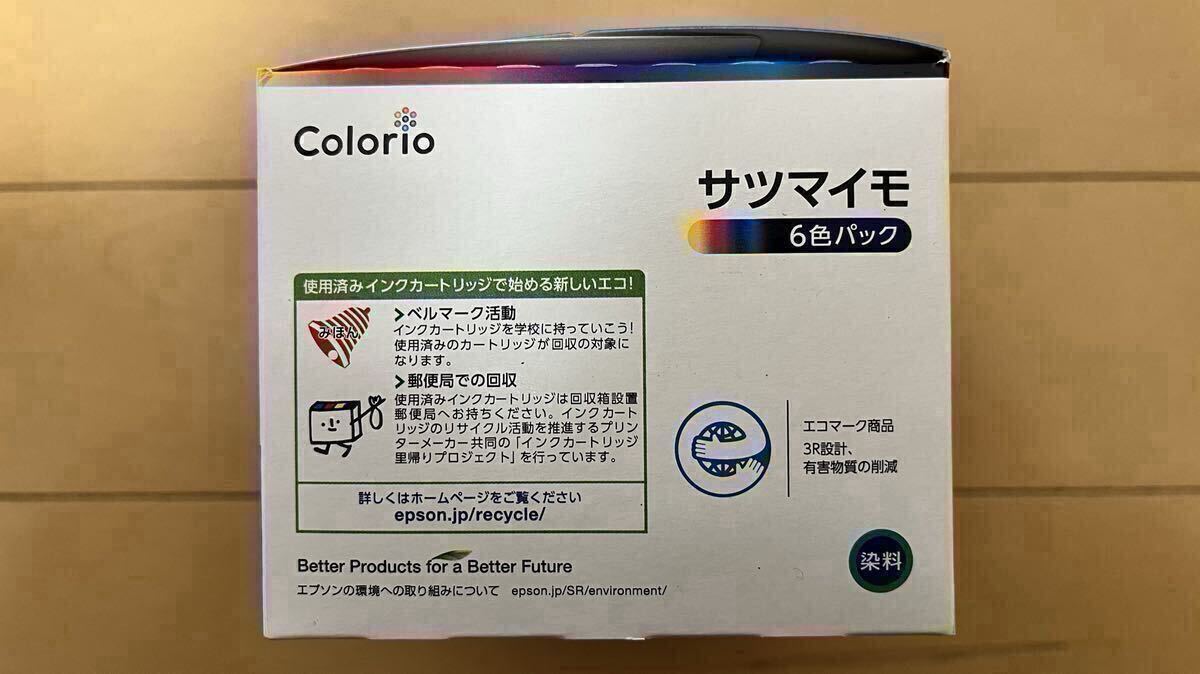 Colorio
サツマイモ
6色パック
使用済みインクカートリッジで始める新しいエコ!
みほん
>ベルマーク活動
インクカートリッジを学校に持っていこう!
使用済みのカートリッジが回収の対象に
なります。
>郵便局での回収
使用済みインクカートリッジは回収箱設置
郵便局へお持ちください。インクカート
リッジのリサイクル活動を推進するプリン
ターメーカー共同の「インクカートリッジ
里帰りプロジェクト」を行っています。
詳しくはホームページをご覧ください
epson.jp/recycle/
エコマーク商品
3R設計、
有害物質の削減
染料
Better Products for a Better Future
エプソンの環境への取り組みについて epson.jp/SR/environment/